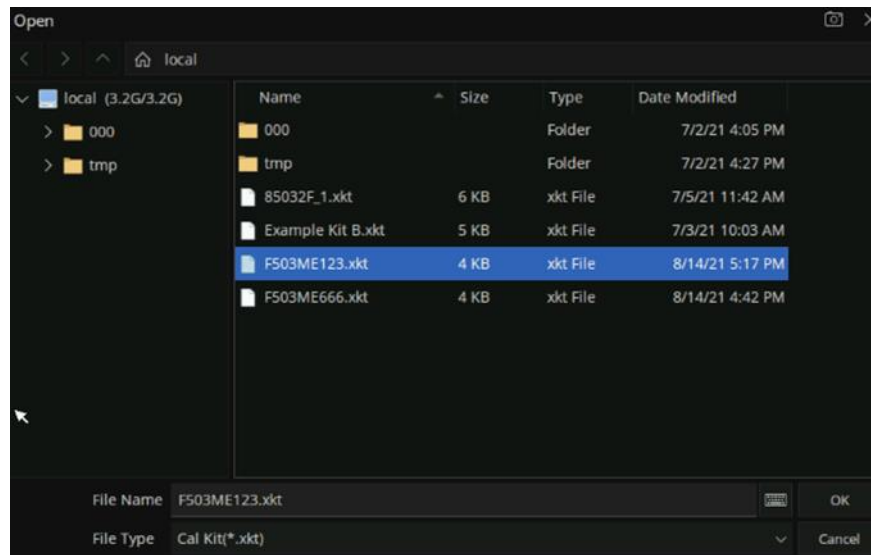 Open
local
local (3.2G/3.2G)
000
tmp
Name Size Type Date Modified
000 Folder 7/2/21 4:05 PM
tmp Folder 7/2/21 4:27 PM
85032F_1.xkt 6 KB xkt File 7/5/21 11:42 AM
Example Kit B.xkt 5 KB xkt File 7/3/21 10:03 AM
F503ME123.xkt 4 KB xkt File 8/14/21 5:17 PM
F503ME666.xkt 4 KB xkt File 8/14/21 4:42 PM
File Name F503ME123.xkt OK
File Type Cal Kit(*.xkt) Cancel